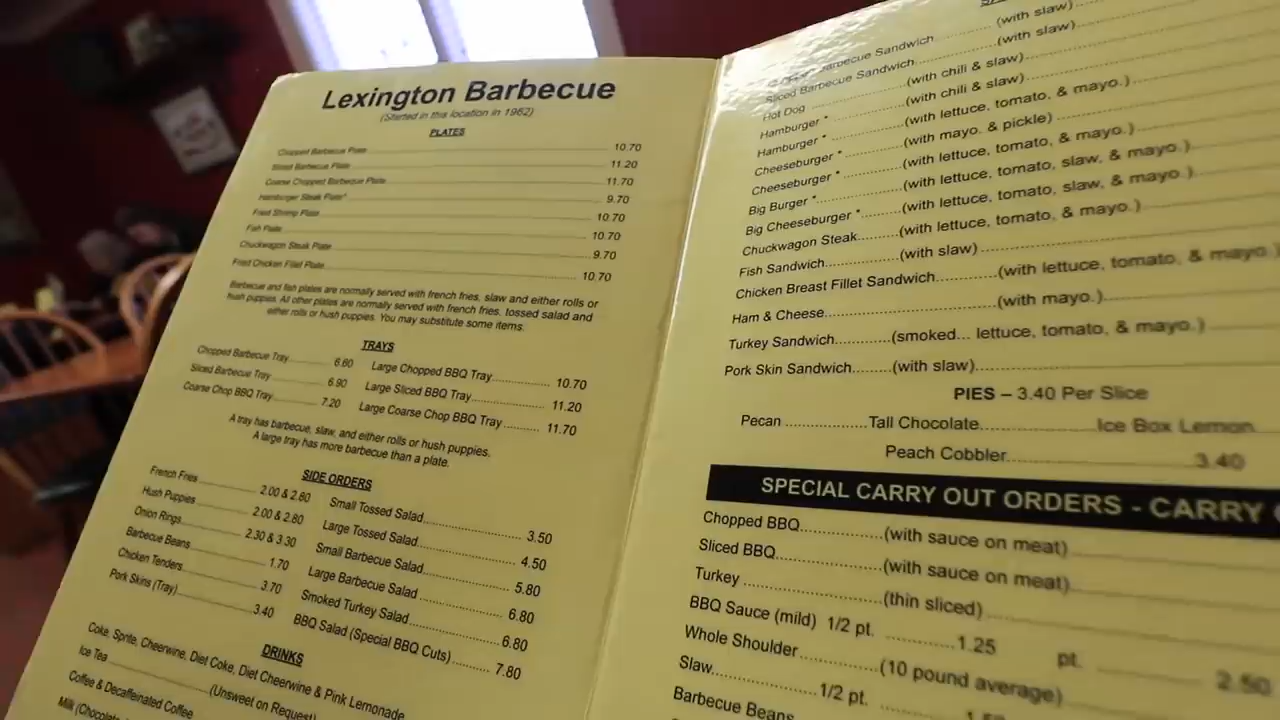 Lexington Barbecue
(Started in this location in 1962)
PLATES
Chopped Barbecue Plate 10.70
Sliced Barbecue Plate 11.20
Coarse Chopped Barbecue Plate 11.70
Hamburger Steak Plate* 9.70
Fried Shrimp Plate 10.70
Fish Plate 10.70
Chuckwagon Steak Plate 9.70
Fried Chicken Fillet Plate 10.70
Barbecue and fish plates are normally served with french fries, slaw and either rolls or
hush puppies. All other plates are normally served with french fries, tossed salad and
either rolls or hush puppies. You may substitute some items.
TRAYS
Chopped Barbecue Tray 6.60 Large Chopped BBQ Tray 10.70
Sliced Barbecue Tray 6.90 Large Sliced BBQ Tray 11.20
Coarse Chop BBQ Tray 7.20 Large Coarse Chop BBQ Tray 11.70
A tray has barbecue, slaw, and either rolls or hush puppies.
A large tray has more barbecue than a plate.
SIDE ORDERS
French Fries 2.00 & 2.80 Small Tossed Salad 3.50
Hush Puppies 2.00 & 2.80 Large Tossed Salad 4.50
Onion Rings 2.30 & 3.30 Small Barbecue Salad 5.80
Barbecue Beans 1.70 Large Barbecue Salad 6.80
Chicken Tenders 3.70 Smoked Turkey Salad 6.80
Pork Skins (Tray) 3.40 BBQ Salad (Special BBQ Cuts) 7.80
DRINKS
Coke, Sprite, Cheerwine, Diet Coke, Diet Cheerwine & Pink Lemonade
Ice Tea (Unsweet on Request)
Coffee & Decaffeinated Coffee
Milk
Barbecue Sandwich (with slaw)
Sliced Barbecue Sandwich (with slaw)
Hot Dog (with chili & slaw)
Hamburger * (with chili & slaw)
Hamburger * (with lettuce, tomato, & mayo.)
Cheeseburger * (with mayo. & pickle)
Cheeseburger * (with lettuce, tomato, & mayo.)
Big Burger * (with lettuce, tomato, slaw, & mayo.)
Big Cheeseburger * (with lettuce, tomato, slaw, & mayo.)
Chuckwagon Steak (with lettuce, tomato, & mayo.)
Fish Sandwich (with slaw)
Chicken Breast Fillet Sandwich (with lettuce, tomato, & mayo.)
Ham & Cheese (with mayo.)
Turkey Sandwich (smoked... lettuce, tomato, & mayo.)
Pork Skin Sandwich (with slaw)
PIES – 3.40 Per Slice
Pecan Tall Chocolate Ice Box Lemon
Peach Cobbler 3.40
SPECIAL CARRY OUT ORDERS - CARRY
Chopped BBQ (with sauce on meat)
Sliced BBQ (with sauce on meat)
Turkey (thin sliced)
BBQ Sauce (mild) 1/2 pt. 1.25 pt. 2.50
Whole Shoulder (10 pound average)
Slaw 1/2 pt.
Barbecue Beans